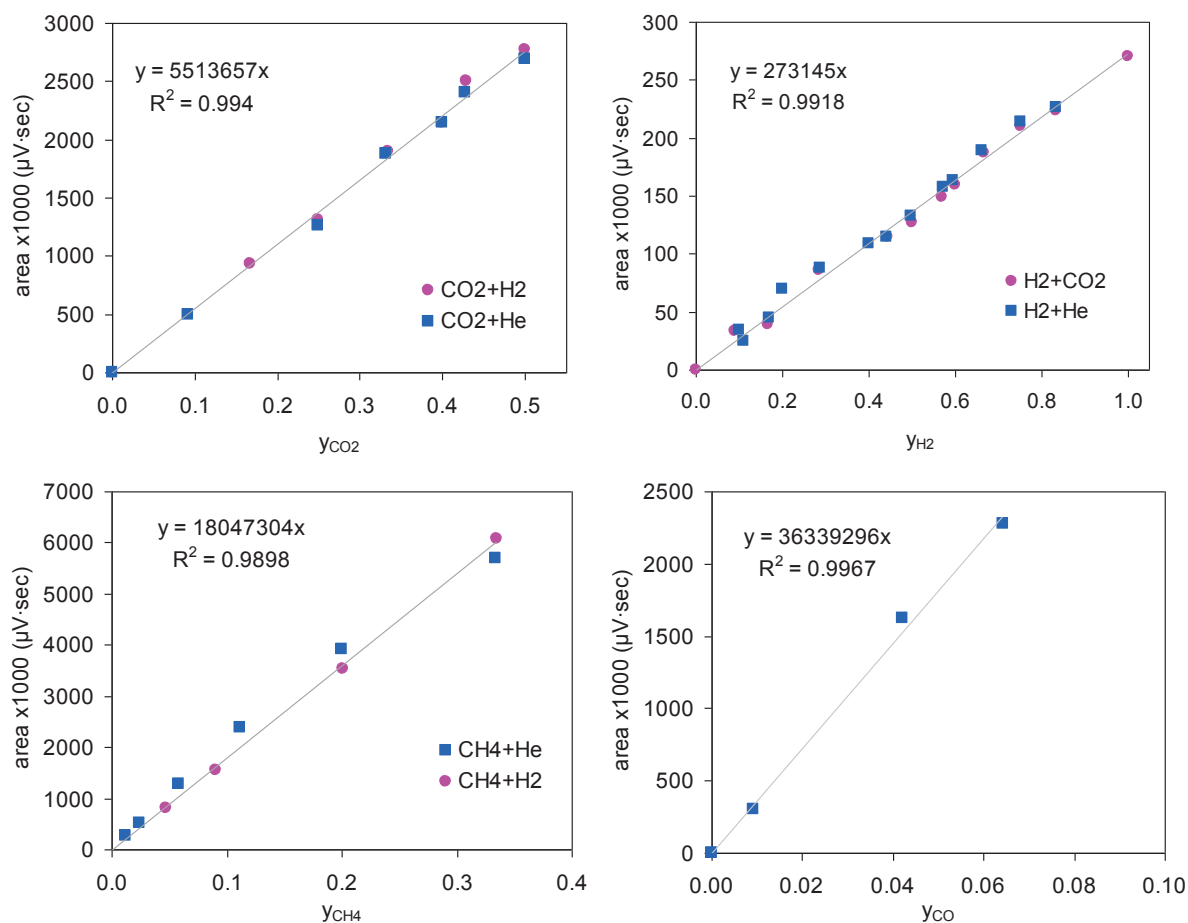 3000
2500
2000
1500
1000
500
0
area x1000 (µV·sec)
y = 5513657x
R² = 0.994
CO2+H2
CO2+He
0.0 0.1 0.2 0.3 0.4 0.5
yCO2
300
250
200
150
100
50
0
area x1000 (µV·sec)
y = 273145x
R² = 0.9918
H2+CO2
H2+He
0.0 0.2 0.4 0.6 0.8 1.0
yH2
7000
6000
5000
4000
3000
2000
1000
0
area x1000 (µV·sec)
y = 18047304x
R² = 0.9898
CH4+He
CH4+H2
0.0 0.1 0.2 0.3 0.4
yCH4
2500
2000
1500
1000
500
0
area x1000 (µV·sec)
y = 36339296x
R² = 0.9967
0.00 0.02 0.04 0.06 0.08 0.10
yCO